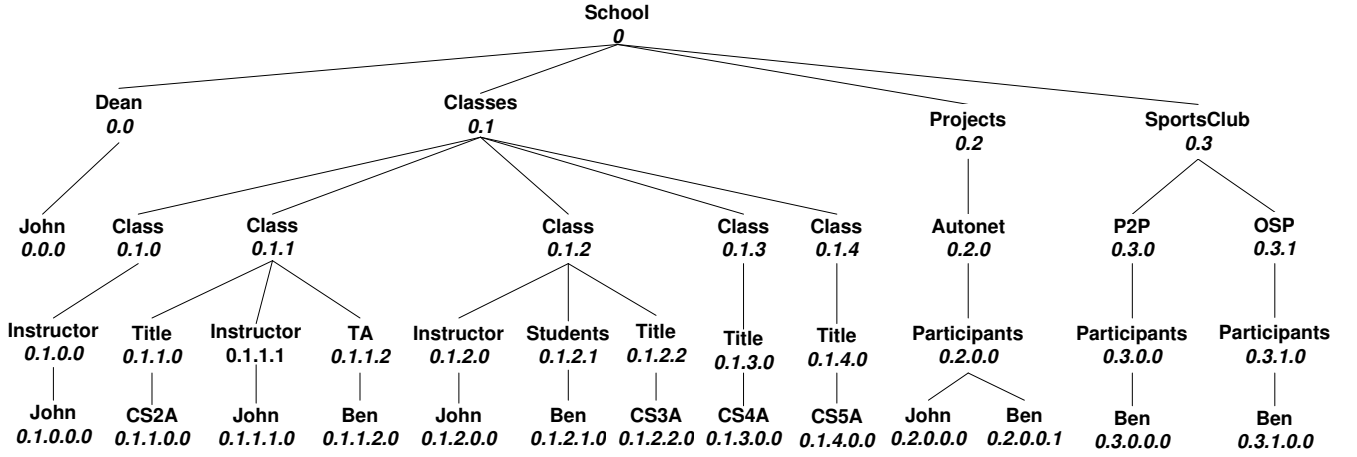 School
0
Dean Classes Projects SportsClub
0.0 0.1 0.2 0.3
John Class Class Class Class Class Autonet P2P OSP
0.0.0 0.1.0 0.1.1 0.1.2 0.1.3 0.1.4 0.2.0 0.3.0 0.3.1
Instructor Title Instructor TA Instructor Students Title Title Title Participants Participants Participants
0.1.0.0 0.1.1.0 0.1.1.1 0.1.1.2 0.1.2.0 0.1.2.1 0.1.2.2 0.1.3.0 0.1.4.0 0.2.0.0 0.3.0.0 0.3.1.0
John CS2A John Ben John Ben CS3A CS4A CS5A John Ben Ben Ben
0.1.0.0.0 0.1.1.0.0 0.1.1.1.0 0.1.1.2.0 0.1.2.0.0 0.1.2.1.0 0.1.2.2.0 0.1.3.0.0 0.1.4.0.0 0.2.0.0.0 0.2.0.0.1 0.3.0.0.0 0.3.1.0.0